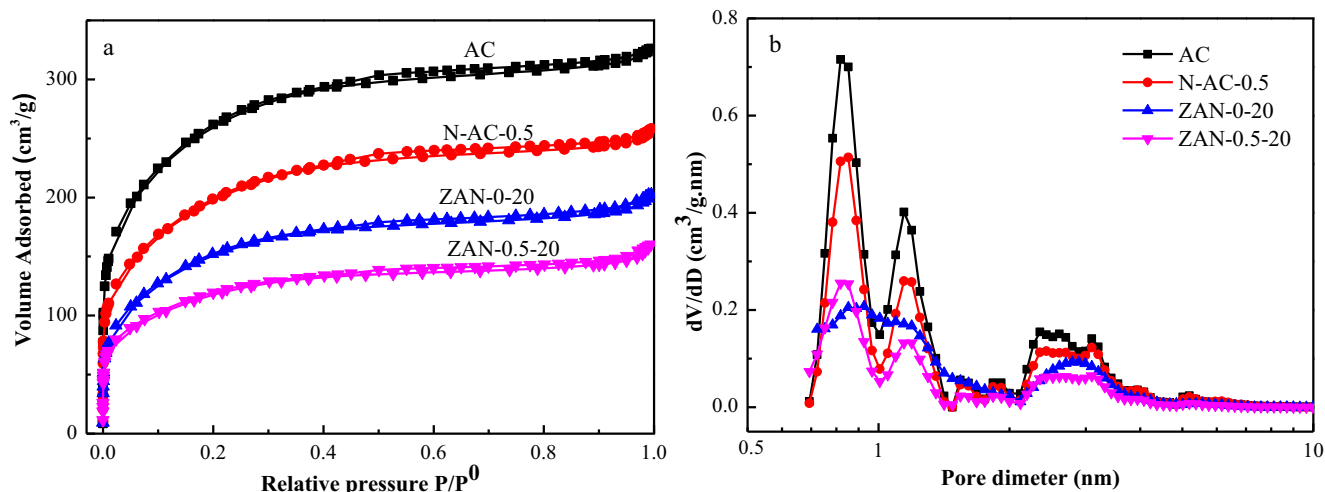 a
AC
N-AC-0.5
ZAN-0-20
ZAN-0.5-20
300
200
100
0
0.0 0.2 0.4 0.6 0.8 1.0
Volume Adsorbed (cm³/g)
Relative pressure P/P⁰
b
AC
N-AC-0.5
ZAN-0-20
ZAN-0.5-20
0.8
0.6
0.4
0.2
0.0
0.5 1 2 10
dV/dD (cm³/g.nm)
Pore dimeter (nm)